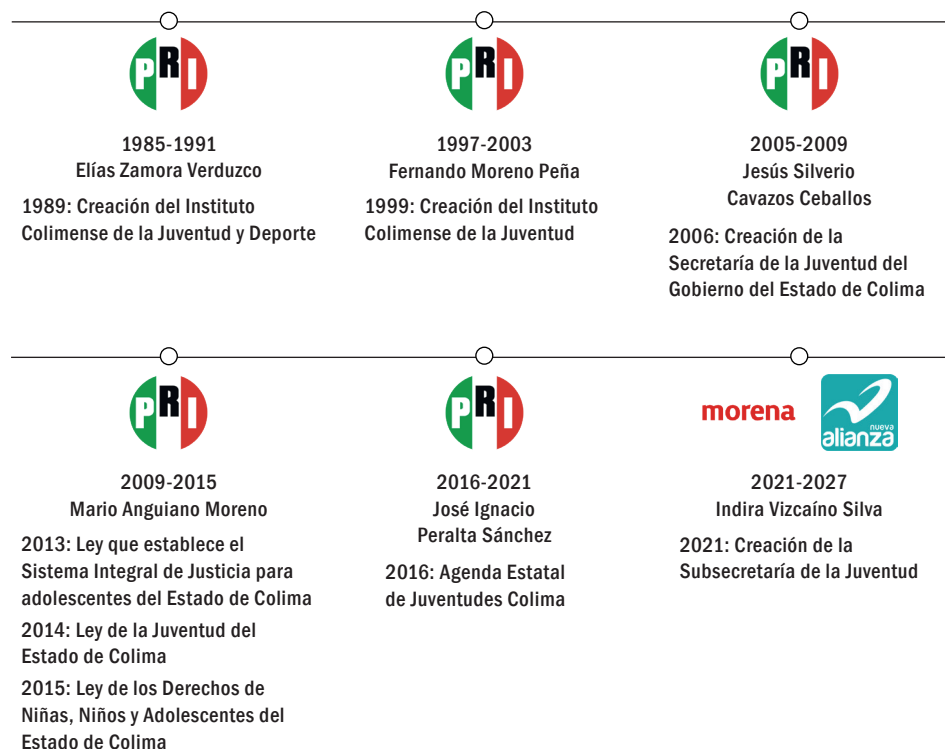 PRI
1985-1991
Elías Zamora Verduzco
1989: Creación del Instituto
Colimense de la Juventud y Deporte
PRI
1997-2003
Fernando Moreno Peña
1999: Creación del Instituto
Colimense de la Juventud
PRI
2005-2009
Jesús Silverio
Cavazos Ceballos
2006: Creación de la
Secretaría de la Juventud del
Gobierno del Estado de Colima
PRI
2009-2015
Mario Anguiano Moreno
2013: Ley que establece el
Sistema Integral de Justicia para
adolescentes del Estado de Colima
2014: Ley de la Juventud del
Estado de Colima
2015: Ley de los Derechos de
Niñas, Niños y Adolescentes del
Estado de Colima
PRI
2016-2021
José Ignacio
Peralta Sánchez
2016: Agenda Estatal
de Juventudes Colima
morena
nueva
alianza
2021-2027
Indira Vizcaíno Silva
2021: Creación de la
Subsecretaría de la Juventud